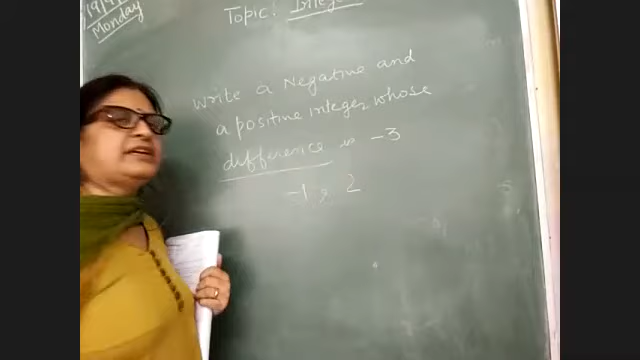 Monday
Topic:
Write a Negative and
a positive integer, whose
difference is -3
-1, 2